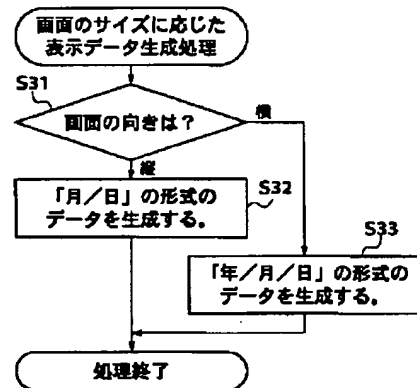 画面のサイズに応じた
表示データ生成処理
S31
画面の向きは？
横
縦
S32
「月／日」の形式の
データを生成する。
S33
「年／月／日」の形式の
データを生成する。
処理終了